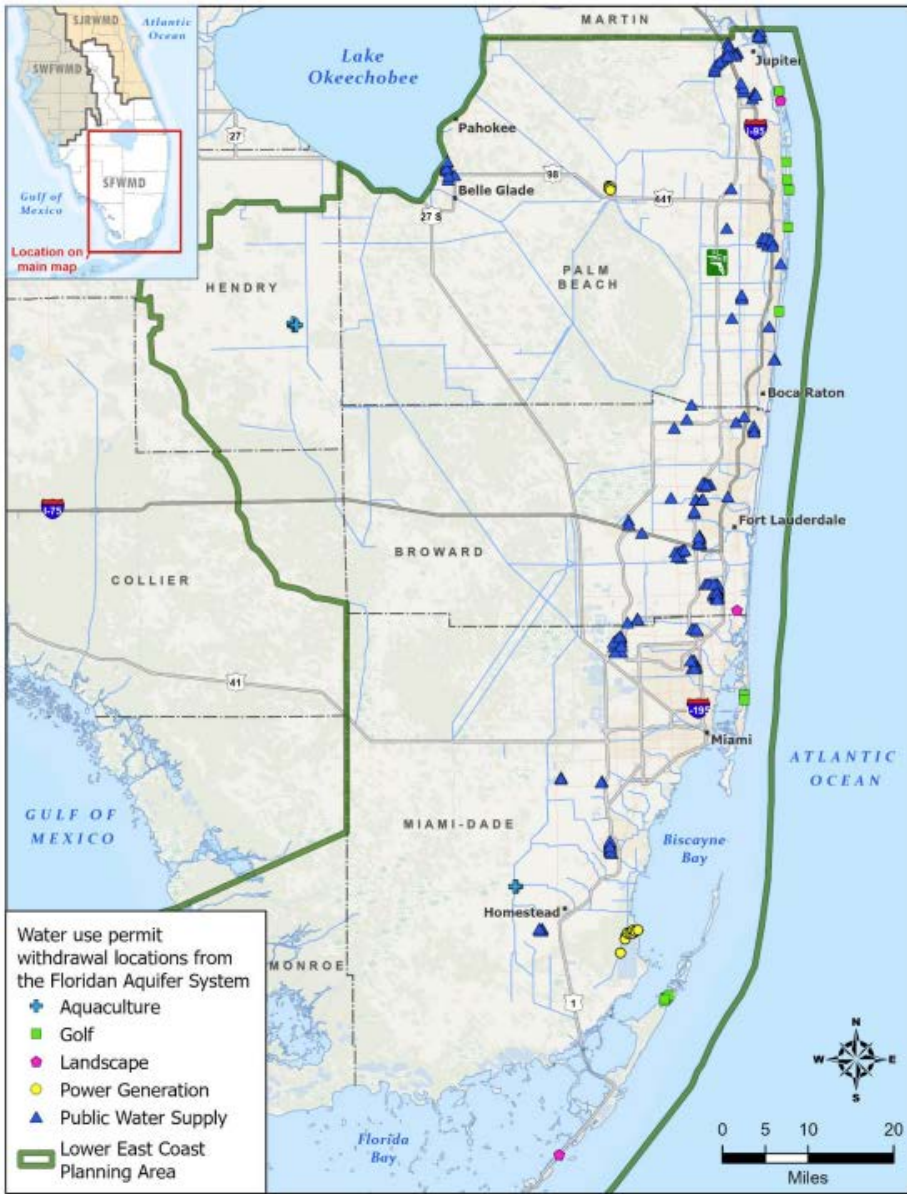 SJRWMD
Atlantic
Ocean
SWFWMD
SFWMD
Gulf of
Mexico
Location on
main map
MARTIN
Lake
Okeechobee
Jupiter
Pahokee
27
I-95
98
Belle Glade
441
27
PALM
BEACH
HENDRY
Boca Raton
I-75
Fort Lauderdale
BROWARD
COLLIER
41
I-195
Miami
ATLANTIC
OCEAN
GULF OF
MEXICO
MIAMI-DADE
Biscayne
Bay
Homestead
MONROE
1
Florida
Bay
Water use permit
withdrawal locations from
the Floridan Aquifer System
Aquaculture
Golf
Landscape
Power Generation
Public Water Supply
Lower East Coast
Planning Area
N
W E
S
0 5 10 20
Miles